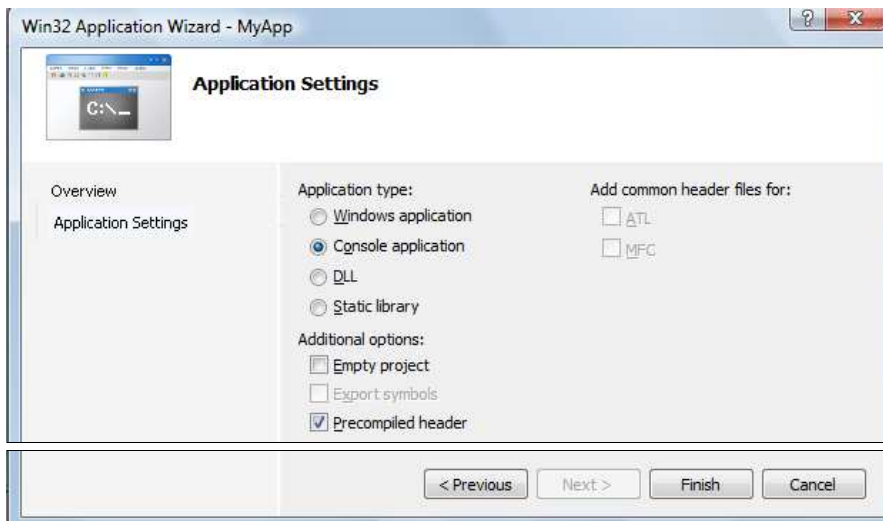 Win32 Application Wizard - MyApp
?
C:\_
Application Settings
Overview
Application Settings
Application type:
Windows application
Console application
DLL
Static library
Additional options:
Empty project
Export symbols
Precompiled header
Add common header files for:
ATL
MFC
< Previous
Next >
Finish
Cancel